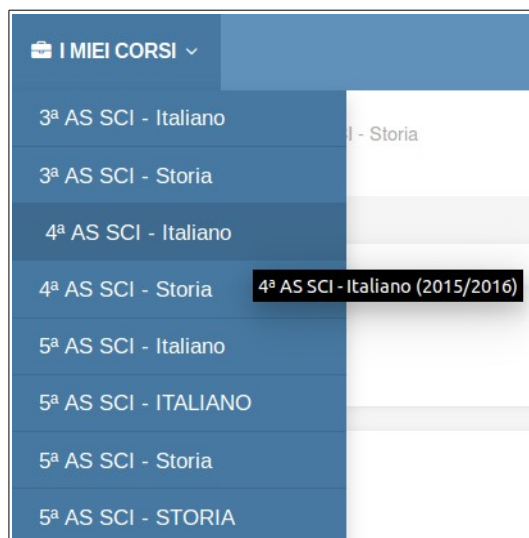 I MIEI CORSI
3ª AS SCI - Italiano
I - Storia
3ª AS SCI - Storia
4ª AS SCI - Italiano
4ª AS SCI - Storia
4ª AS SCI - Italiano (2015/2016)
5ª AS SCI - Italiano
5ª AS SCI - ITALIANO
5ª AS SCI - Storia
5ª AS SCI - STORIA